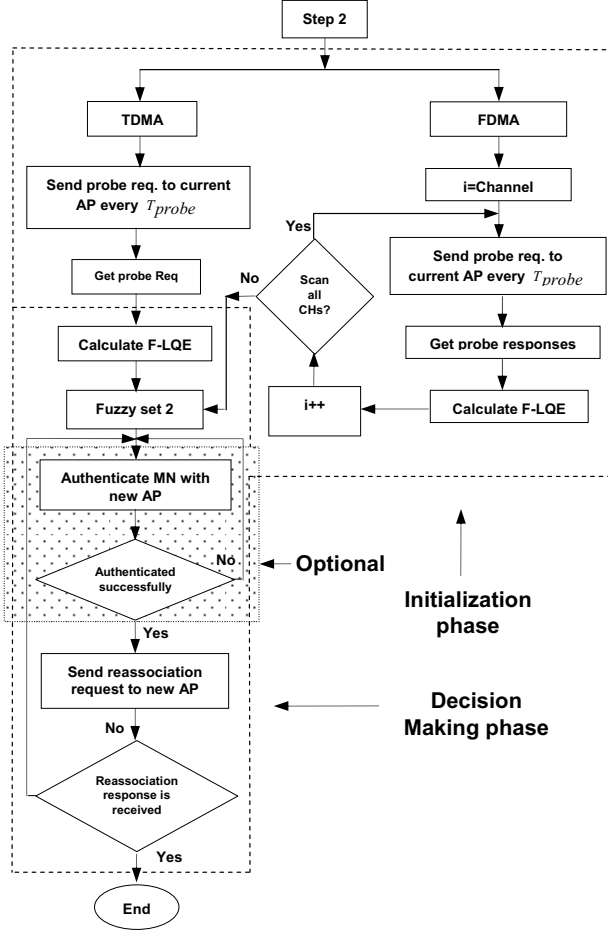 Step 2
TDMA
FDMA
Send probe req. to current
AP every T_probe
i=Channel
Yes
Send probe req. to
current AP every T_probe
Get probe Req
No
Scan
all
CHs?
Calculate F-LQE
Get probe responses
Fuzzy set 2
i++
Calculate F-LQE
Authenticate MN with
new AP
No
Authenticated
successfully
Optional
Yes
Initialization
phase
Send reassociation
request to new AP
Decision
Making phase
No
Reassociation
response is
received
Yes
End